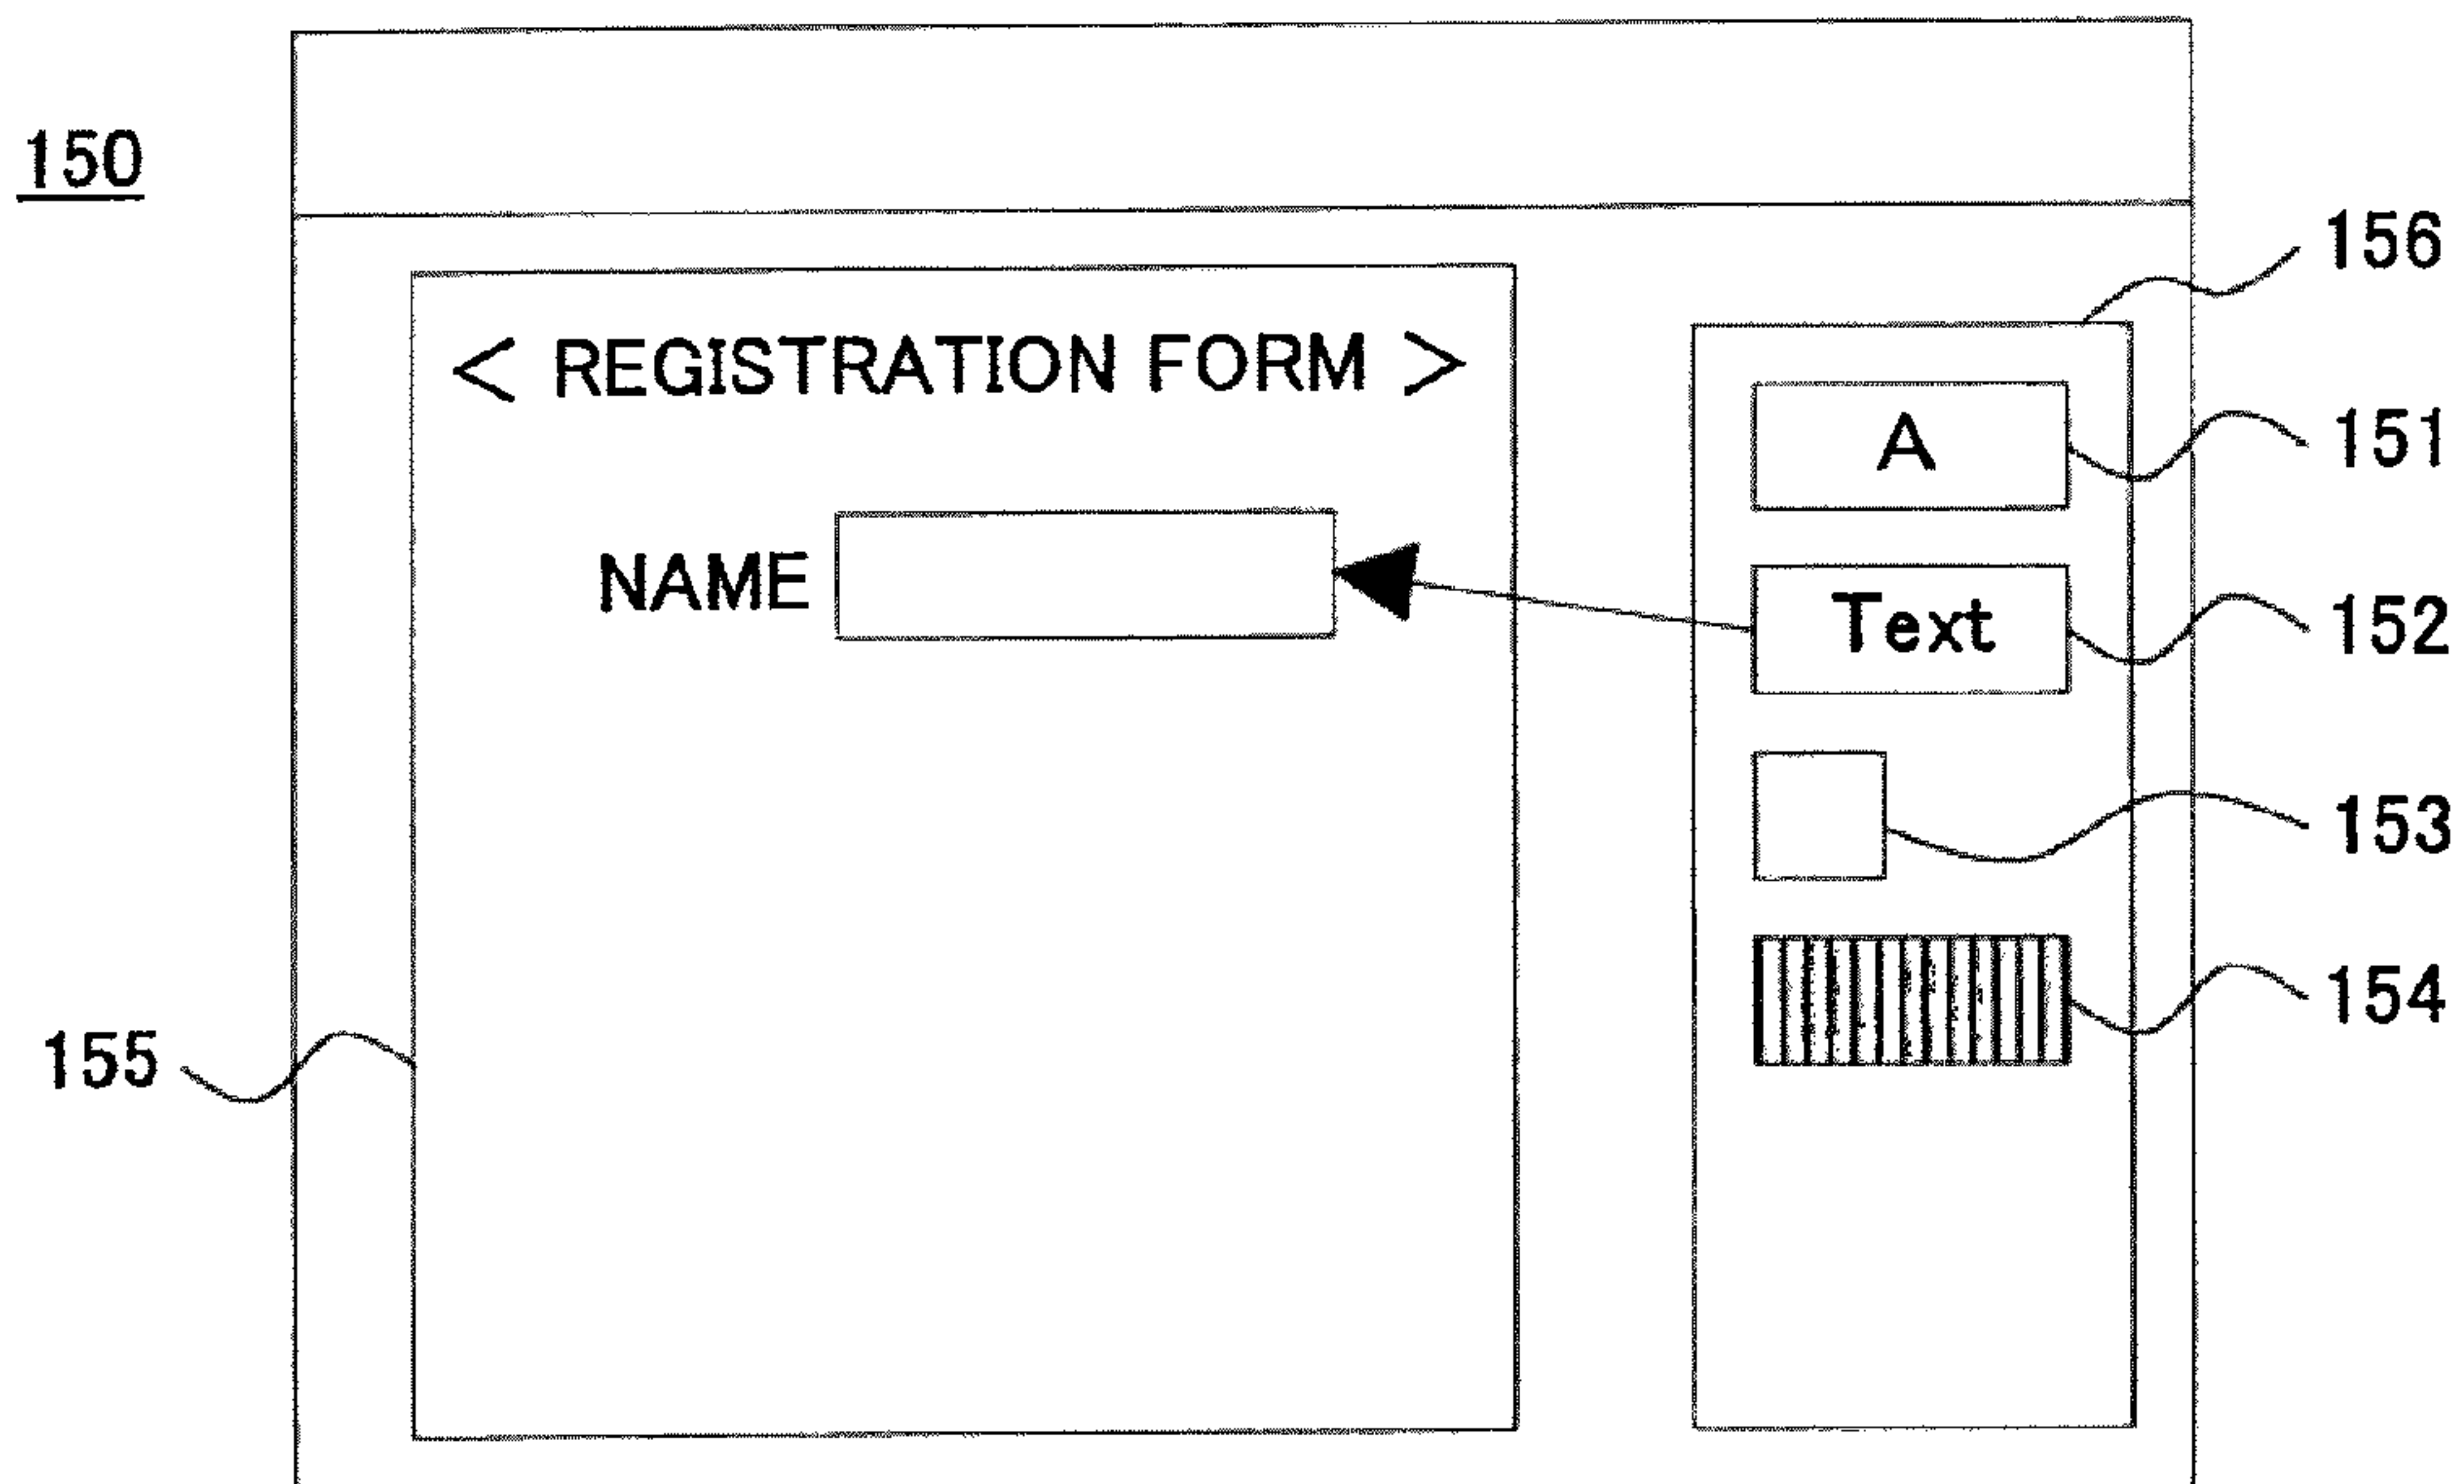 150
156
< REGISTRATION FORM >
A
151
NAME
Text
152
153
154
155